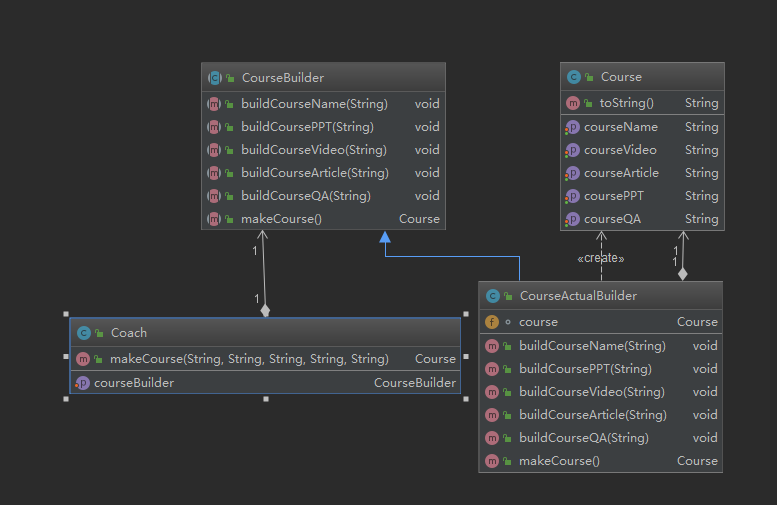 CourseBuilder
buildCourseName(String) void
buildCoursePPT(String) void
buildCourseVideo(String) void
buildCourseArticle(String) void
buildCourseQA(String) void
makeCourse() Course
Course
toString() String
courseName String
courseVideo String
courseArticle String
coursePPT String
courseQA String
1
1
«create»
1
1
Coach
makeCourse(String, String, String, String, String) Course
courseBuilder CourseBuilder
CourseActualBuilder
course Course
buildCourseName(String) void
buildCoursePPT(String) void
buildCourseVideo(String) void
buildCourseArticle(String) void
buildCourseQA(String) void
makeCourse() Course